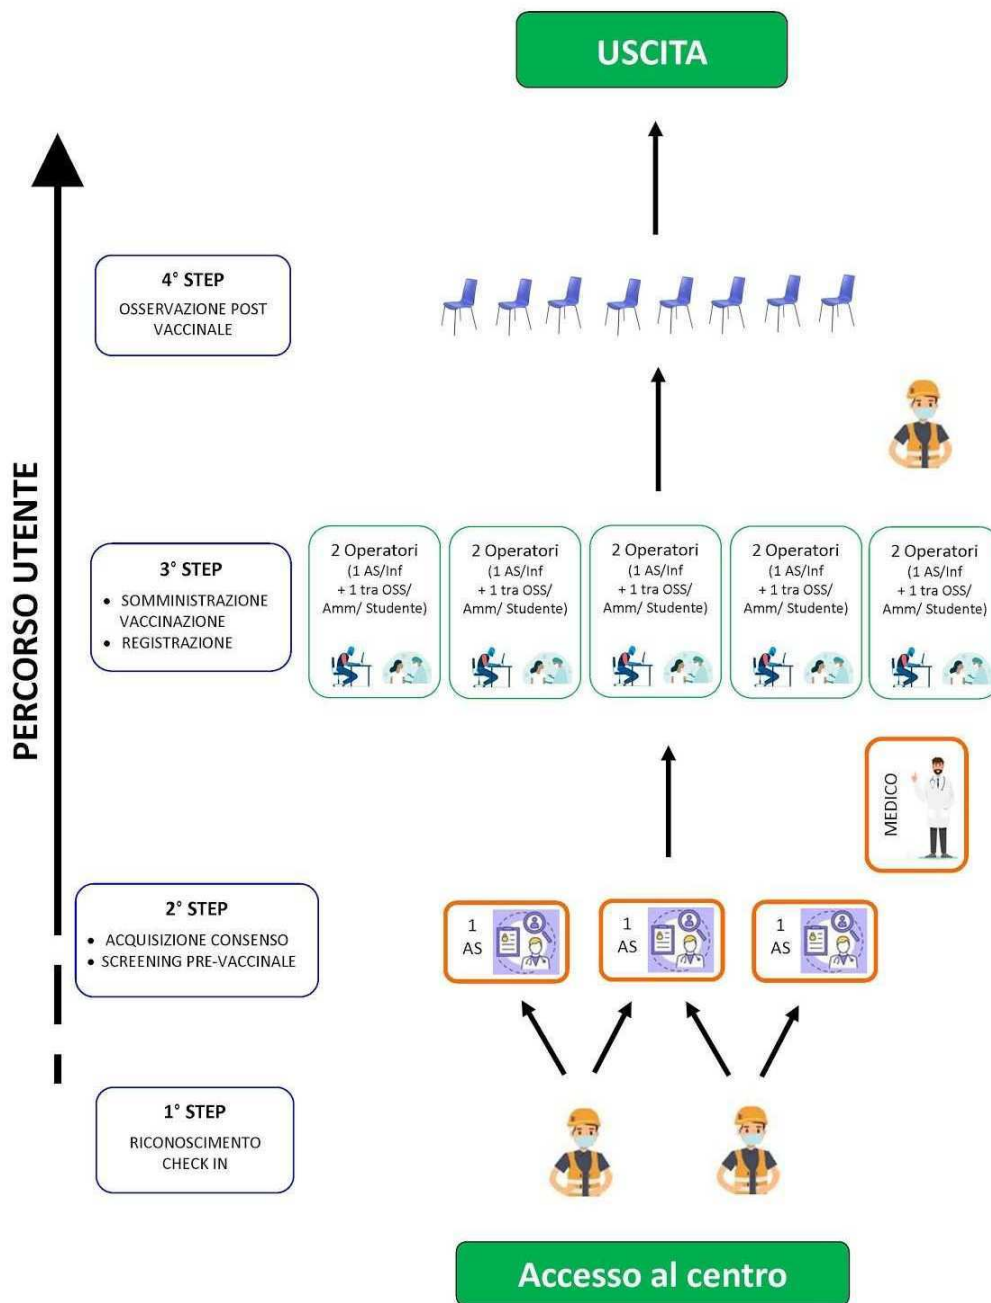 USCITA
4° STEP
OSSERVAZIONE POST
VACCINALE
PERCORSO UTENTE
3° STEP
• SOMMINISTRAZIONE
VACCINAZIONE
• REGISTRAZIONE
2 Operatori
(1 AS/Inf
+ 1 tra OSS/
Amm/ Studente)
2 Operatori
(1 AS/Inf
+ 1 tra OSS/
Amm/ Studente)
2 Operatori
(1 AS/Inf
+ 1 tra OSS/
Amm/ Studente)
2 Operatori
(1 AS/Inf
+ 1 tra OSS/
Amm/ Studente)
2 Operatori
(1 AS/Inf
+ 1 tra OSS/
Amm/ Studente)
MEDICO
2° STEP
• ACQUISIZIONE CONSENSO
• SCREENING PRE-VACCINALE
1
AS
1
AS
1
AS
1° STEP
RICONOSCIMENTO
CHECK IN
Accesso al centro